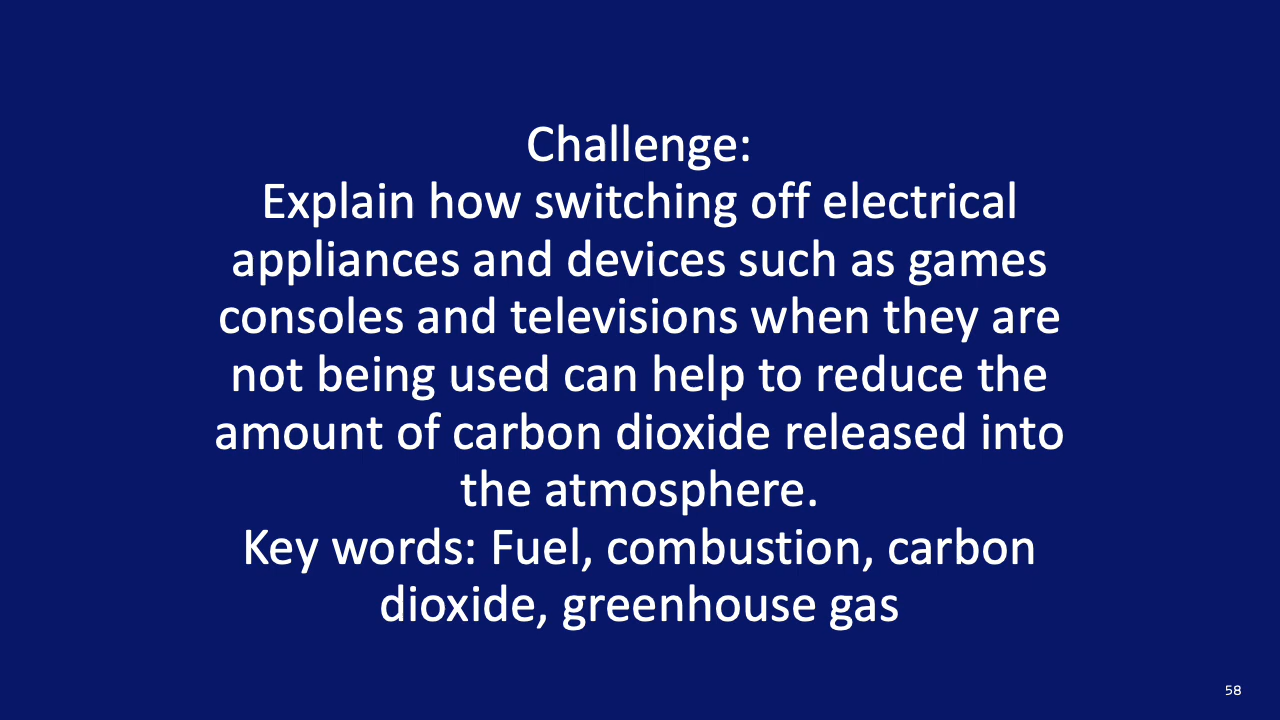 Challenge:
Explain how switching off electrical
appliances and devices such as games
consoles and televisions when they are
not being used can help to reduce the
amount of carbon dioxide released into
the atmosphere.
Key words: Fuel, combustion, carbon
dioxide, greenhouse gas
58